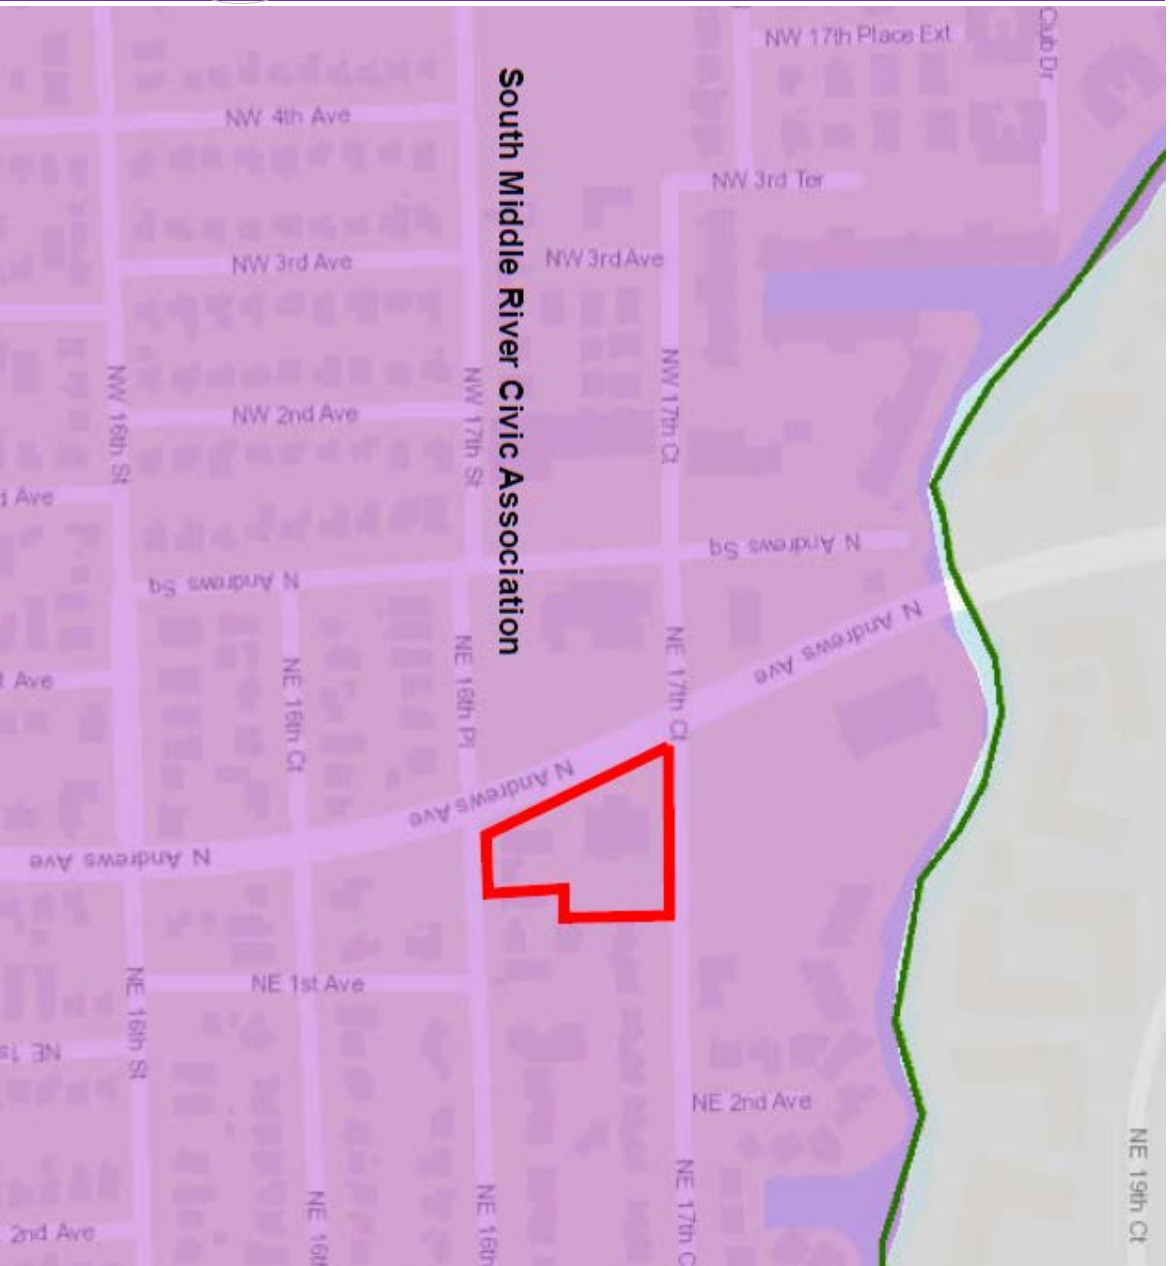 NW 17th Place Ext
Club Dr
NW 4th Ave
South Middle River Civic Association
NW 3rd Ter
NW 3rd Ave
NW 3rd Ave
NW 16th St
NW 17th St
NW 17th Ct
NW 2nd Ave
d Ave
N Andrews Sq
N Andrews Sq
N Andrews Ave
t Ave
NE 16th Ct
NE 16th Pl
NE 17th Ct
N Andrews Ave
N Andrews Ave
NE 16th St
NE 1st Ave
NE 1s
NE 2nd Ave
NE 19th Ct
NE 16t
NE 16th
NE 17th C
2nd Ave